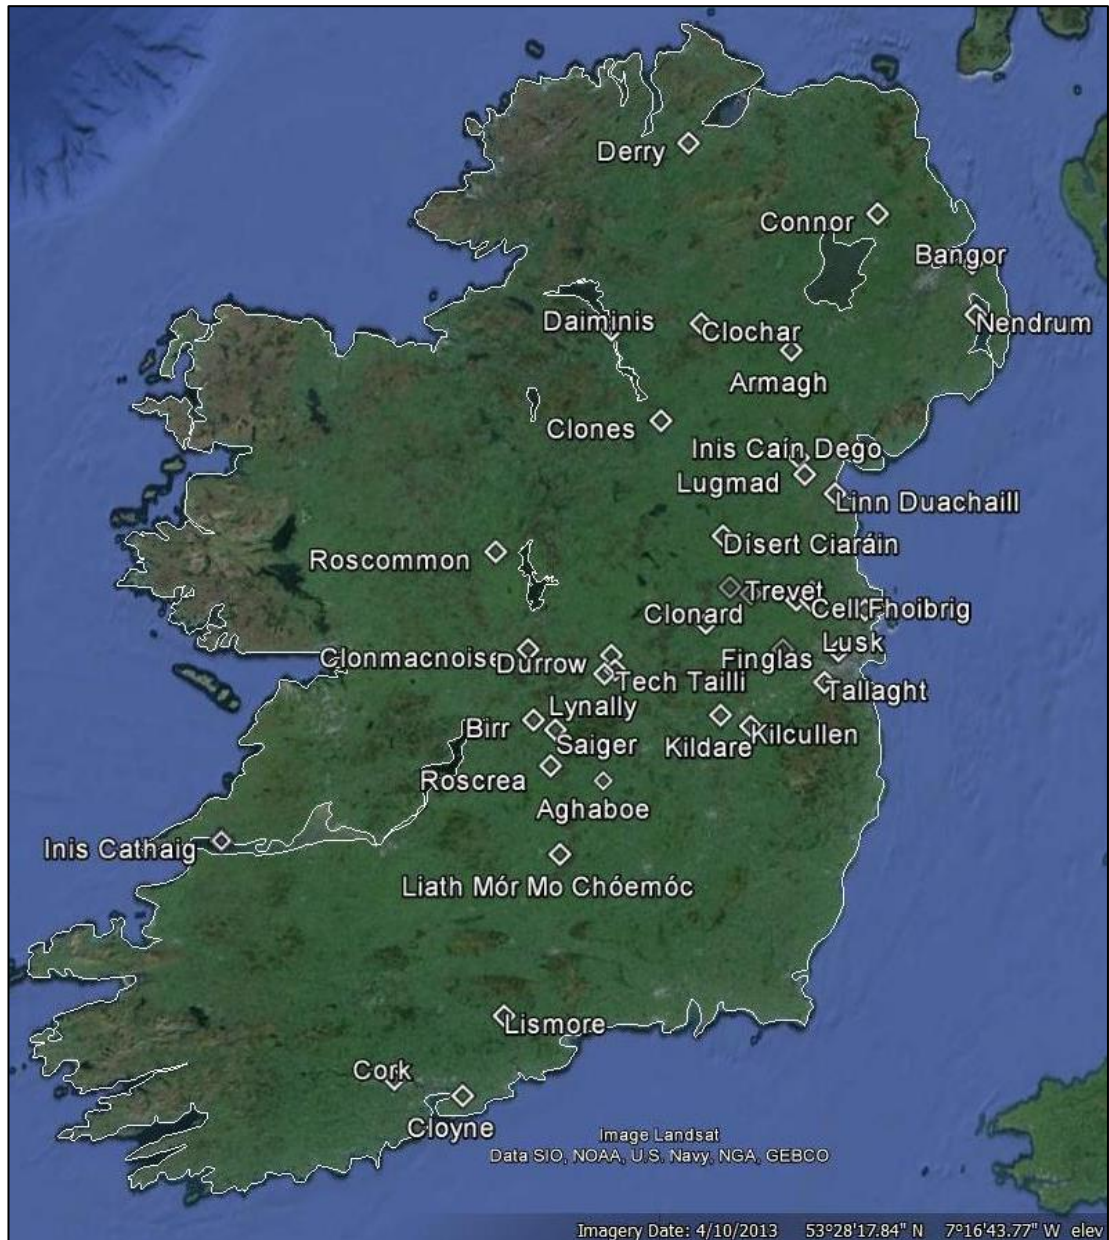 Derry
Connor
Bangor
Daiminis
Clochar
Nendrum
Armagh
Clones
Inis Caín Dego
Lugmad
Linn Duachaill
Dísert Ciaráin
Roscommon
Trevet
Clonard
Cell Fhoibrig
Lusk
Clonmacnoise
Durrow
Finglas
Tech Tailli
Tallaght
Lynally
Birr
Saiger
Kildare
Kilcullen
Roscrea
Aghaboe
Inis Cathaig
Liath Mór Mo Chóemóc
Lismore
Cork
Cloyne
Image Landsat
Data SIO, NOAA, U.S. Navy, NGA, GEBCO
Imagery Date: 4/10/2013 53°28'17.84" N 7°16'43.77" W elev